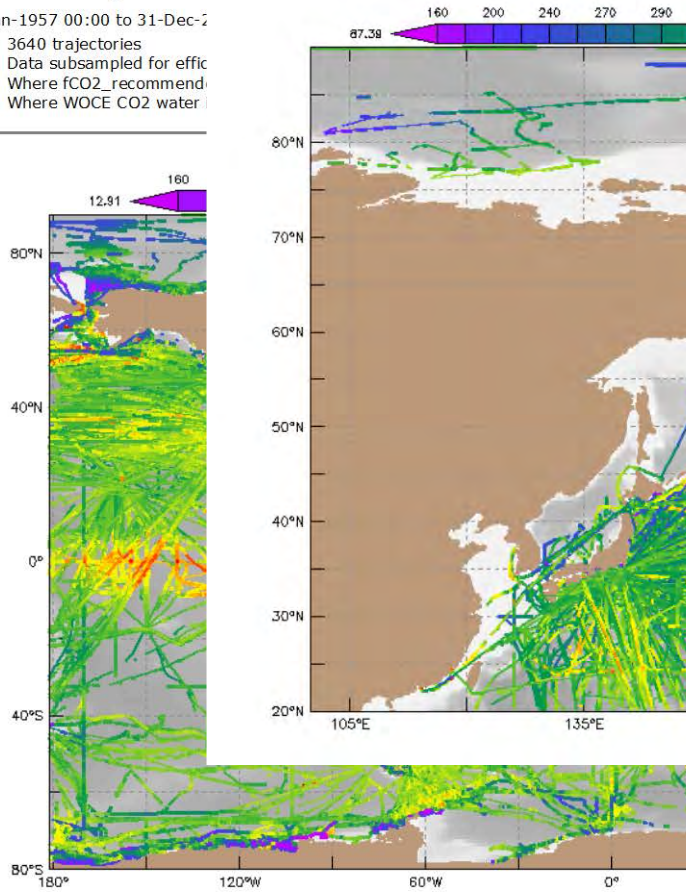 n-1957 00:00 to 31-Dec-2
3640 trajectories
Data subsampled for effic
Where fCO2_recommend
Where WOCE CO2 water
160 200 240 270 290
87.39
80°N
70°N
60°N
50°N
40°N
30°N
20°N
105°E 135°E
160
12.91
80°N
40°N
0°
40°S
80°S
180° 120°W 60°W 0°